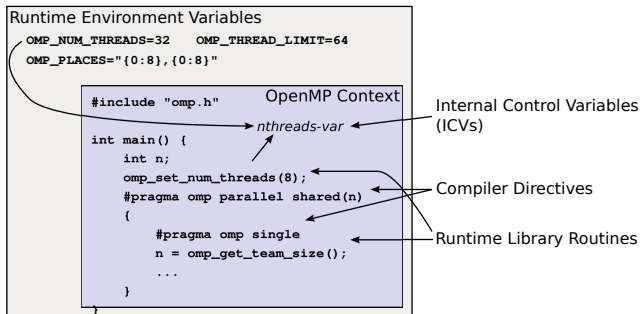 Runtime Environment Variables
OMP_NUM_THREADS=32 OMP_THREAD_LIMIT=64
OMP_PLACES="{0:8},{0:8}"
OpenMP Context
#include "omp.h"
nthreads-var
int main() {
int n;
omp_set_num_threads(8);
#pragma omp parallel shared(n)
{
#pragma omp single
n = omp_get_team_size();
...
}
}
Internal Control Variables
(ICVs)
Compiler Directives
Runtime Library Routines